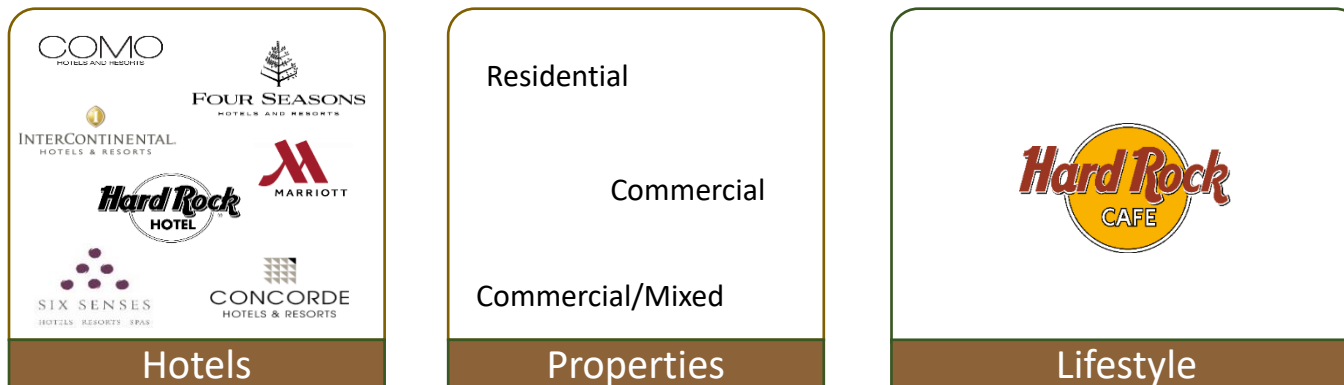 COMO
HOTELS AND RESORTS
FOUR SEASONS
HOTELS AND RESORTS
INTERCONTINENTAL.
HOTELS & RESORTS
MARRIOTT
Hard Rock
HOTEL
SIX SENSES
HOTELS RESORTS SPAS
CONCORDE
HOTELS & RESORTS
Hotels
Residential
Commercial
Commercial/Mixed
Properties
Hard Rock
CAFE
Lifestyle